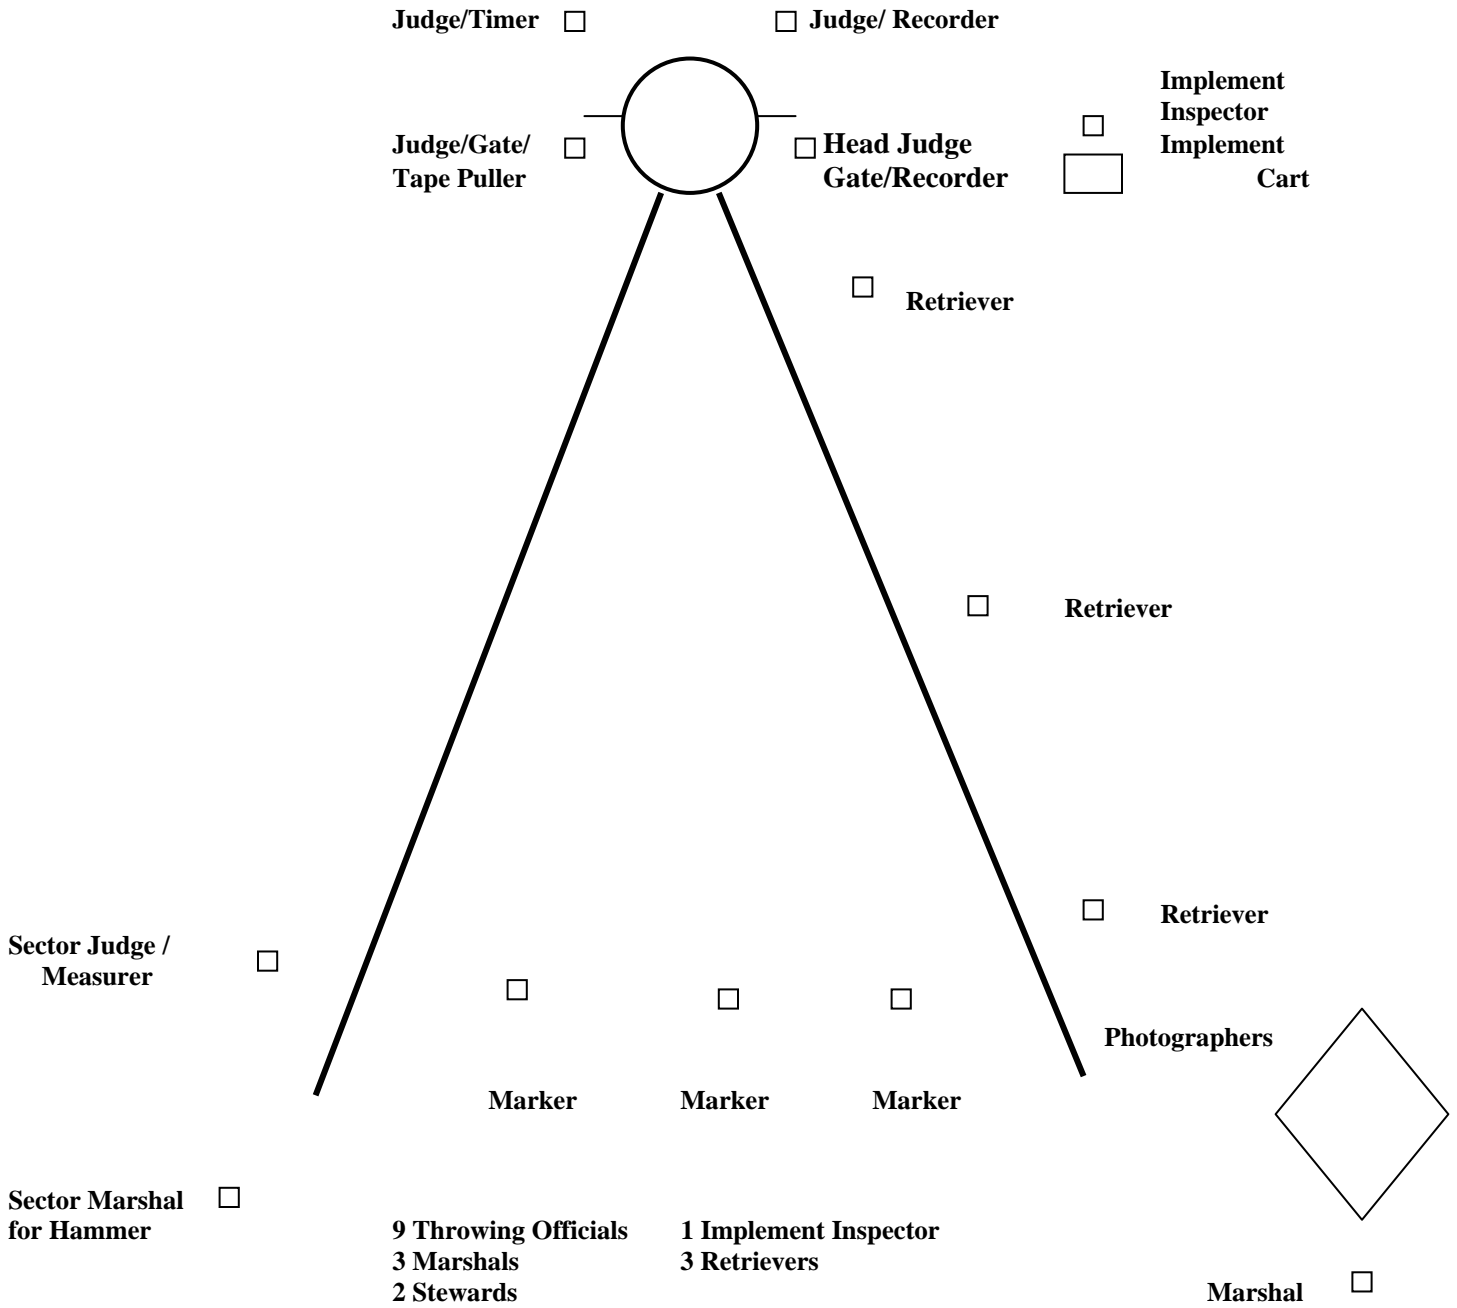 Judge/Timer
Judge/ Recorder
Implement
Inspector
Implement
Cart
Judge/Gate/
Tape Puller
Head Judge
Gate/Recorder
Retriever
Retriever
Retriever
Sector Judge /
Measurer
Photographers
Marker
Marker
Marker
Sector Marshal
for Hammer
9 Throwing Officials
3 Marshals
2 Stewards
1 Implement Inspector
3 Retrievers
Marshal